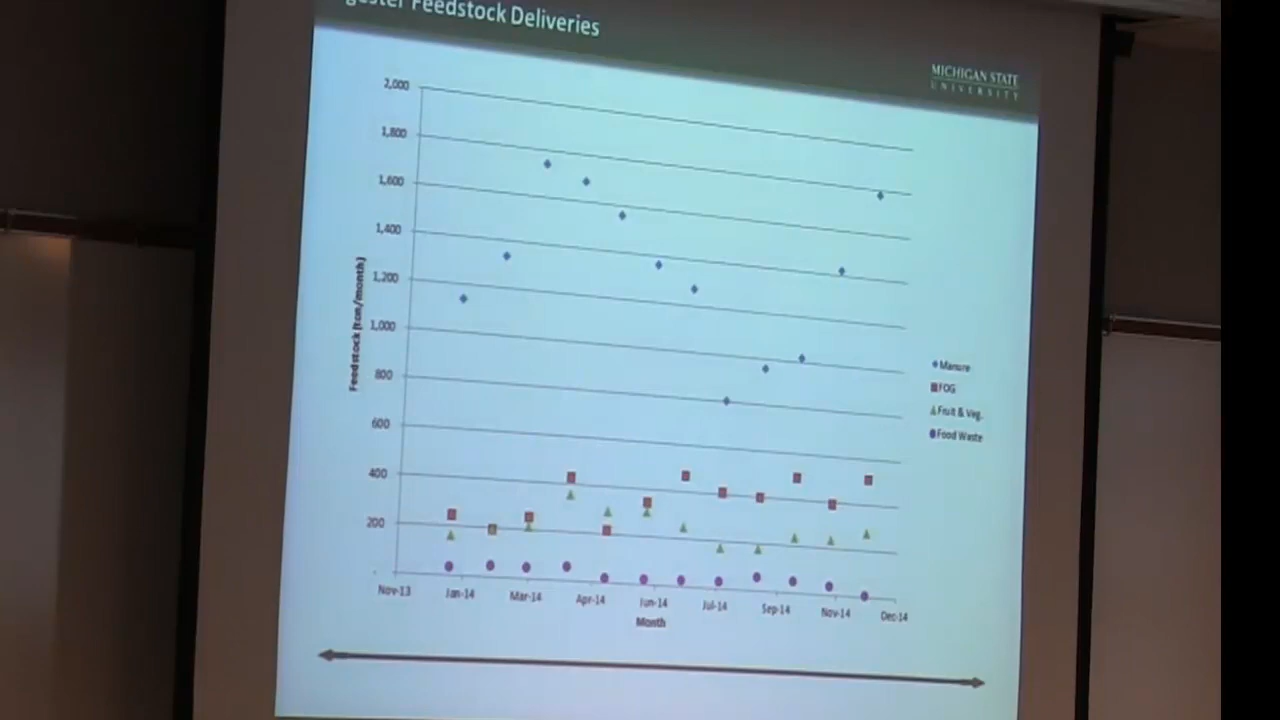 Feedstock Deliveries
MICHIGAN STATE
UNIVERSITY
2,000
1,800
1,600
1,400
1,200
1,000
800
600
400
200
-
Feedstock (ton/month)
Nov-13
Jan-14
Mar-14
Apr-14
Jun-14
Jul-14
Sep-14
Nov-14
Dec-14
Month
Manure
FOG
Fruit & Veg.
Food Waste